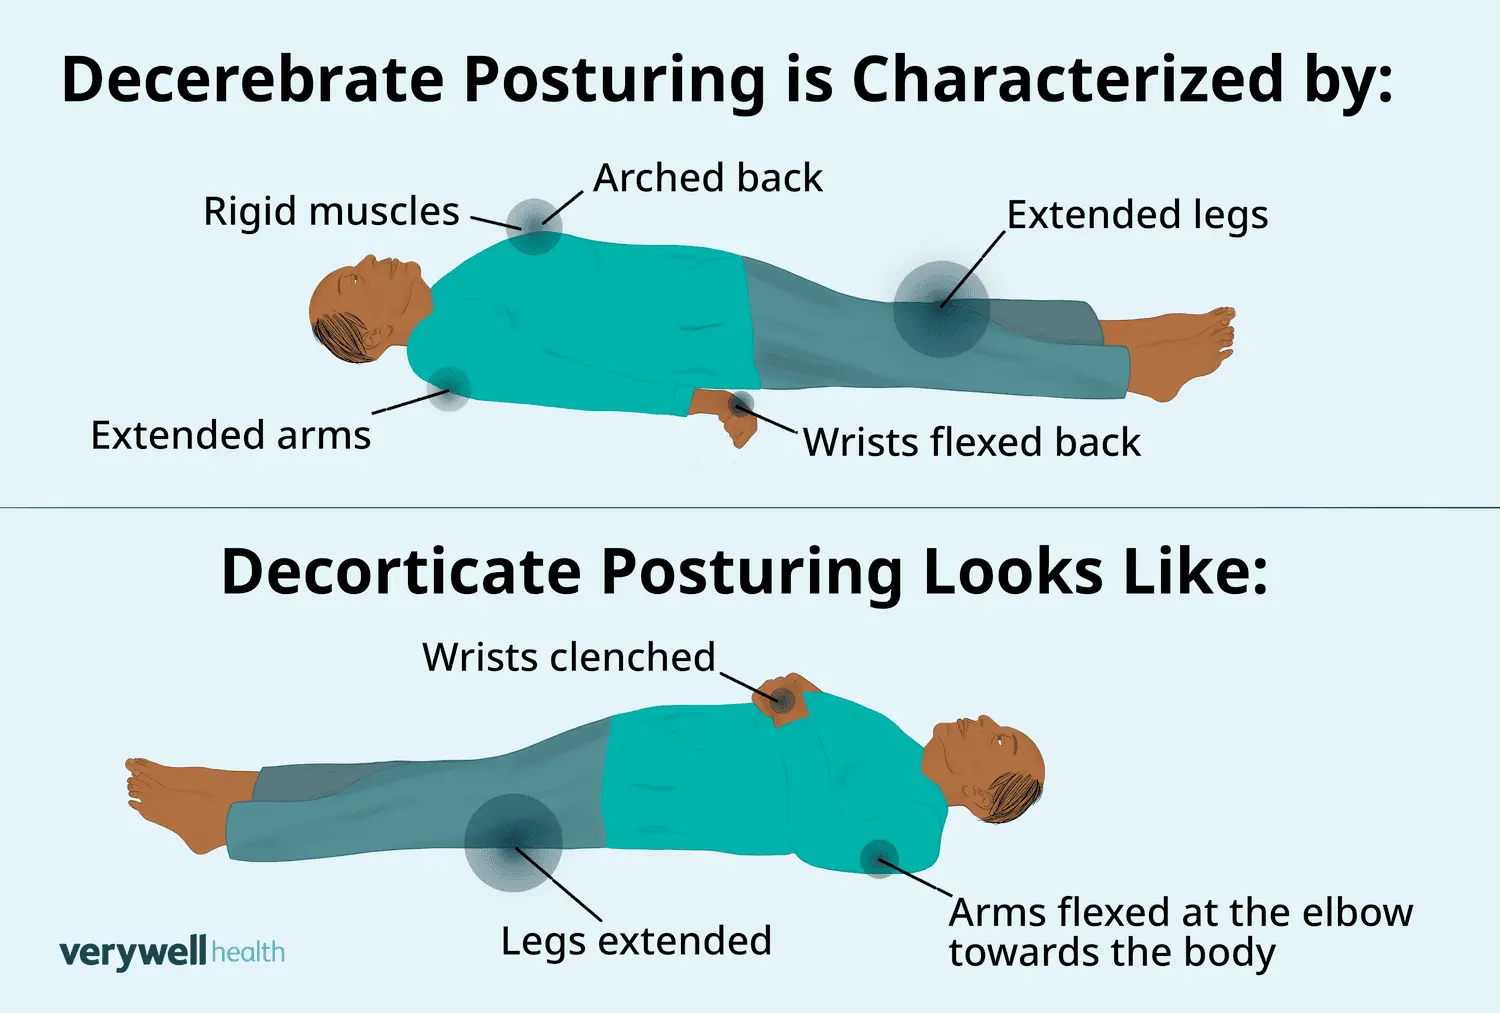 Decerebrate Posturing is Characterized by:
Arched back
Rigid muscles
Extended legs
Extended arms
Wrists flexed back
Decorticate Posturing Looks Like:
Wrists clenched
Arms flexed at the elbow
towards the body
Legs extended
verywell health